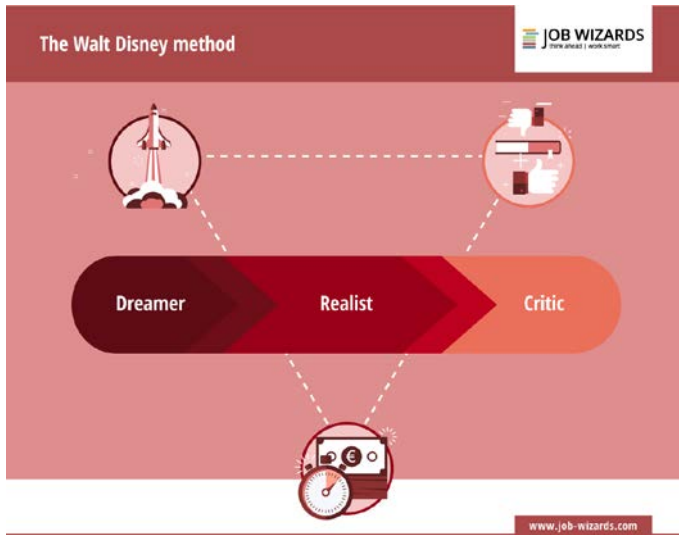 The Walt Disney method
JOB WIZARDS
think ahead | work smart
Dreamer
Realist
Critic
€
www.job-wizards.com